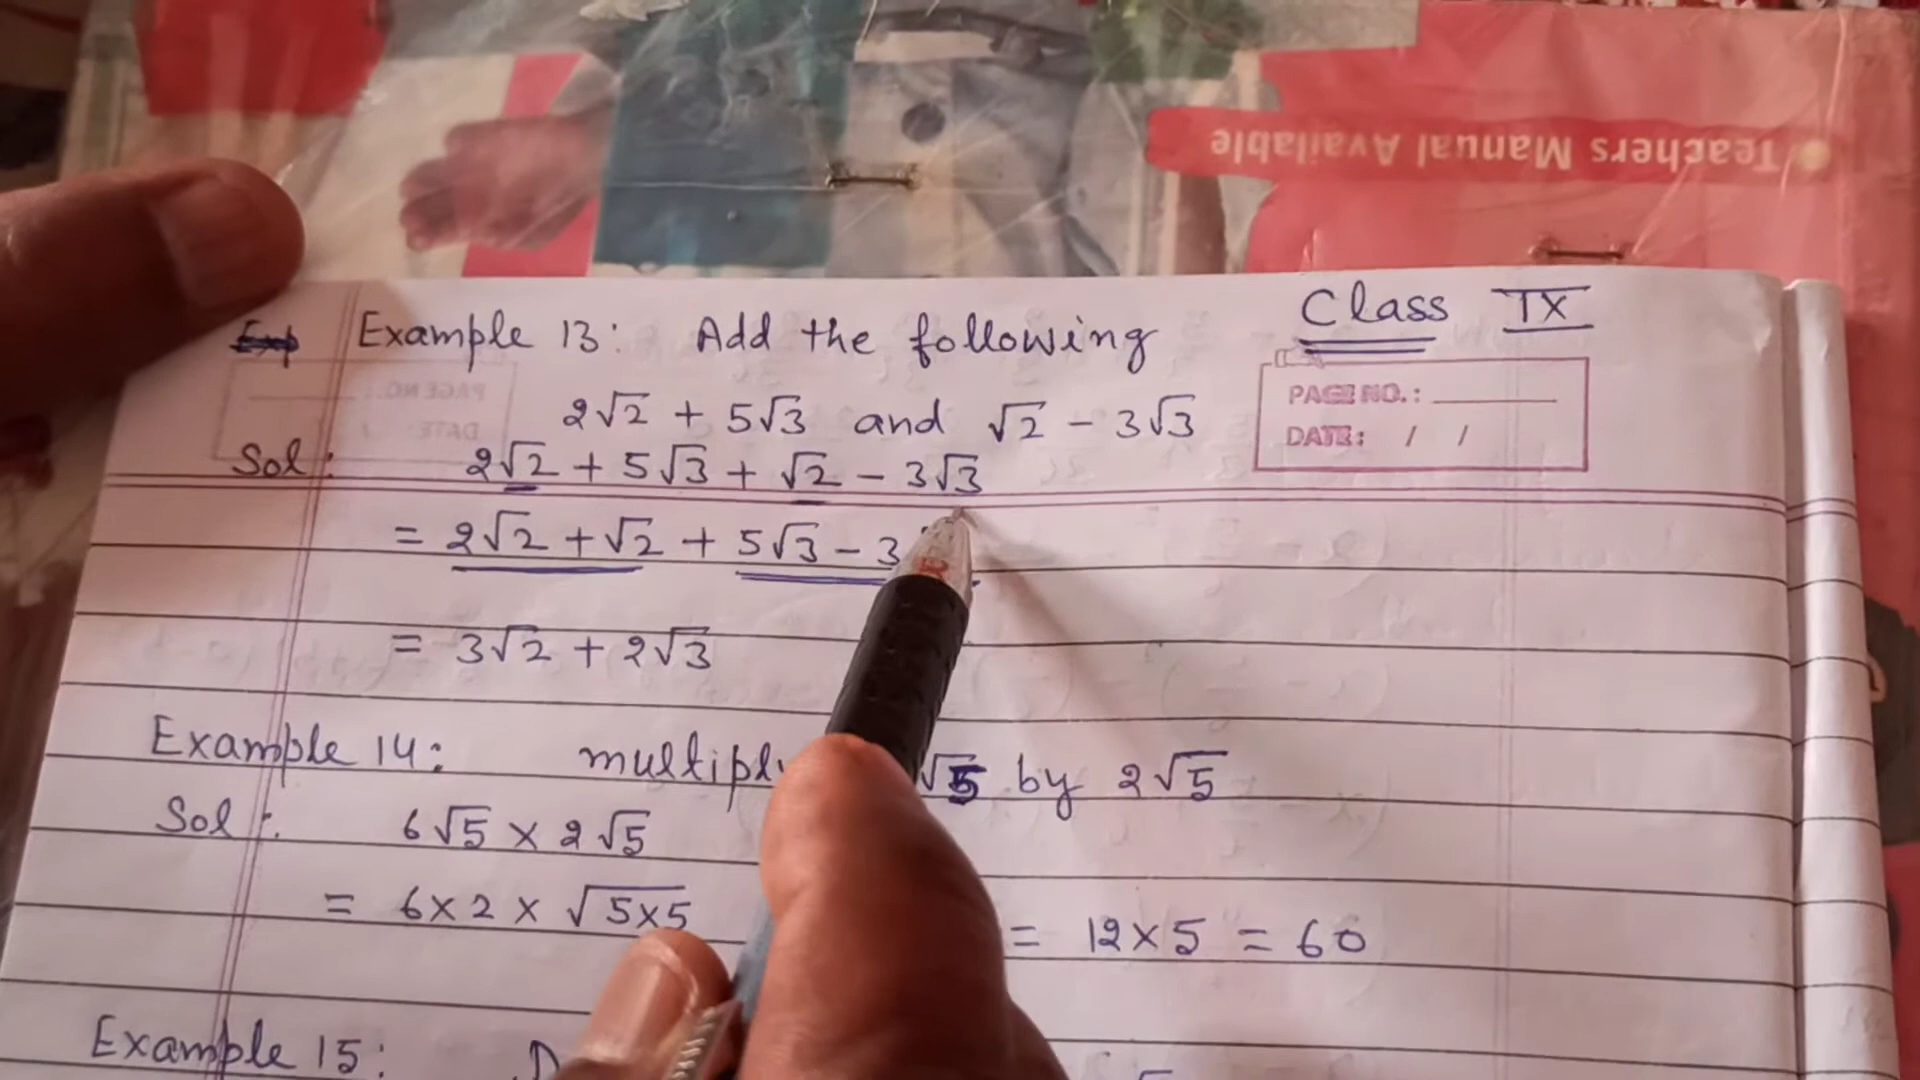 Teachers Manual Available
Class IX
Example 13: Add the following
PAGE NO.:
DATE: / /
2√2 + 5√3 and √2 - 3√3
Sol: 2√2 + 5√3 + √2 - 3√3
= 2√2 + √2 + 5√3 - 3
= 3√2 + 2√3
Example 14: multiply √5 by 2√5
Sol: 6√5 × 2√5
= 6×2× √5×5 = 12×5 = 60
Example 15: D